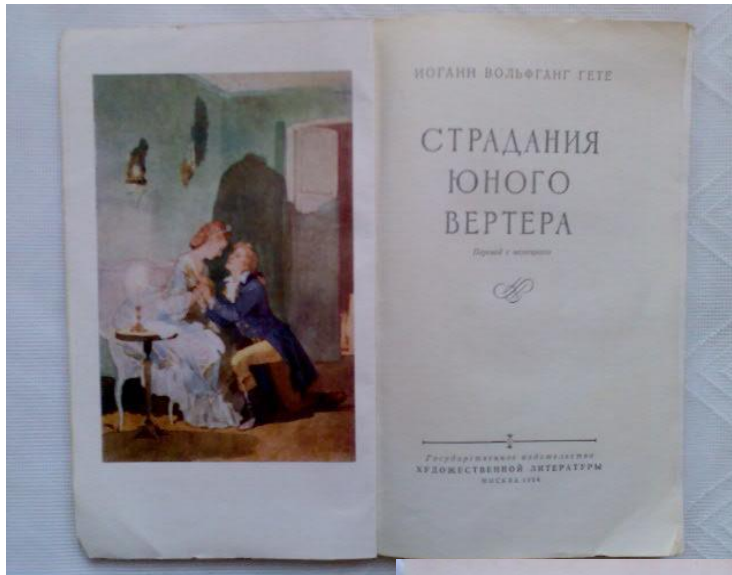 ИОГАНН ВОЛЬФГАНГ ГЕТЕ
СТРАДАНИЯ
ЮНОГО
ВЕРТЕРА
Перевод с немецкого
Государственное издательство
ХУДОЖЕСТВЕННОЙ ЛИТЕРАТУРЫ
МОСКВА